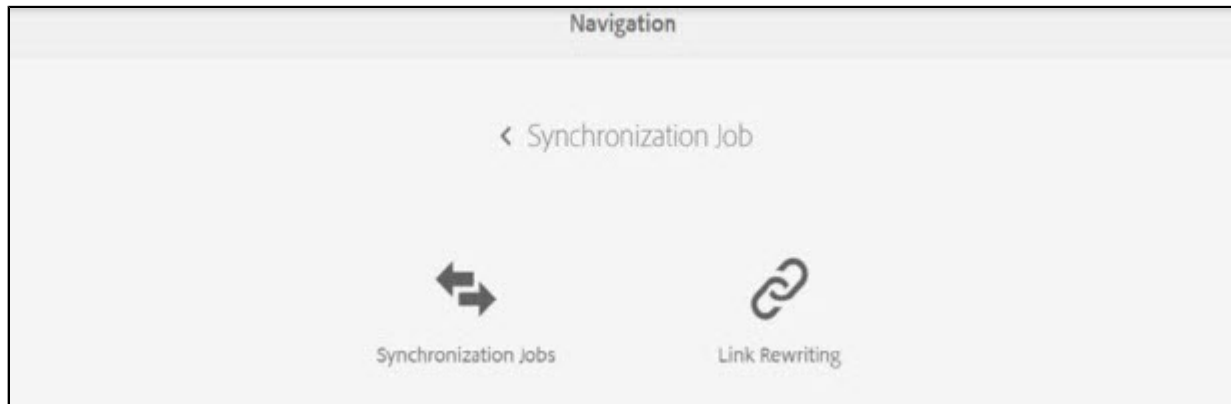 Navigation
Synchronization Job
Synchronization Jobs
Link Rewriting